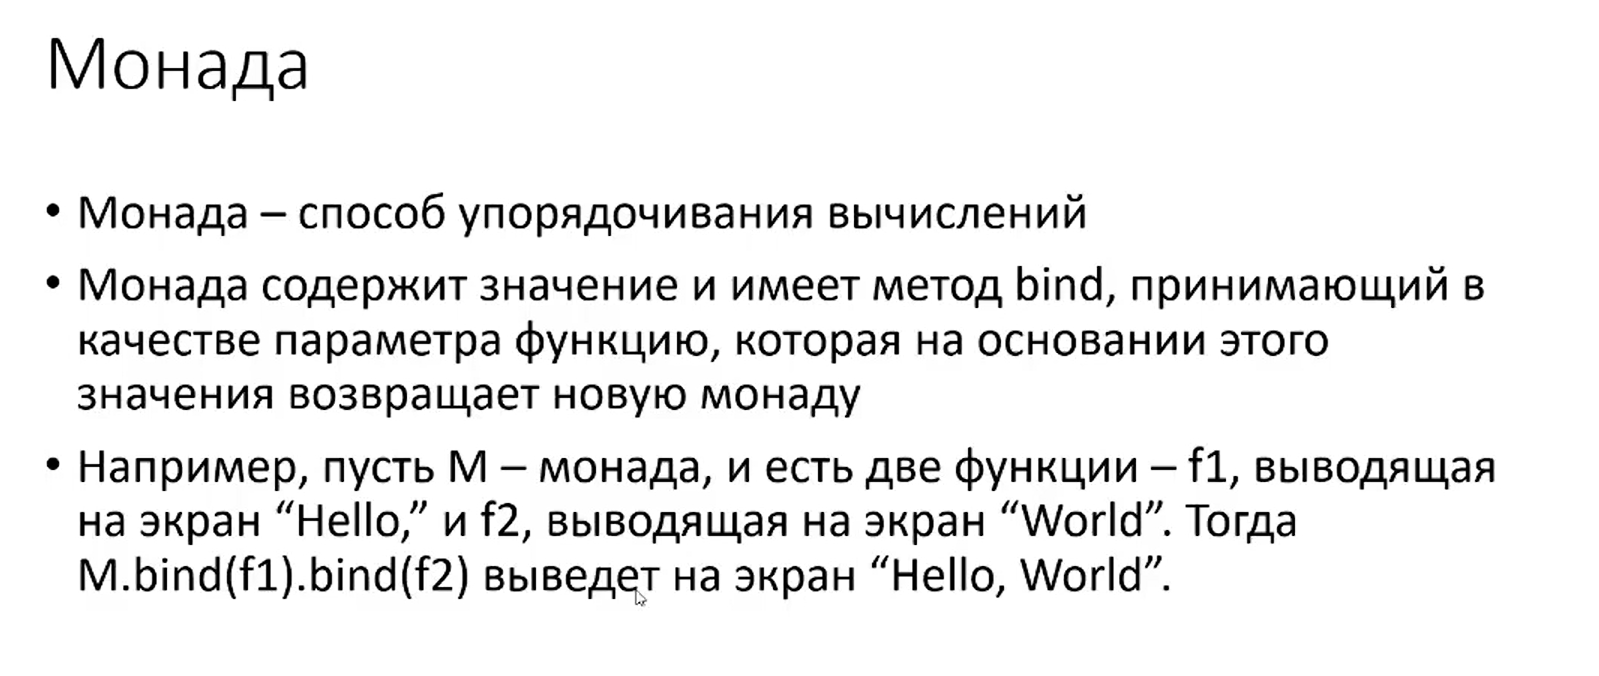 Монада
• Монада – способ упорядочивания вычислений
• Монада содержит значение и имеет метод bind, принимающий в
качестве параметра функцию, которая на основании этого
значения возвращает новую монаду
• Например, пусть М – монада, и есть две функции – f1, выводящая
на экран “Hello,” и f2, выводящая на экран “World”. Тогда
M.bind(f1).bind(f2) выведет на экран “Hello, World”.